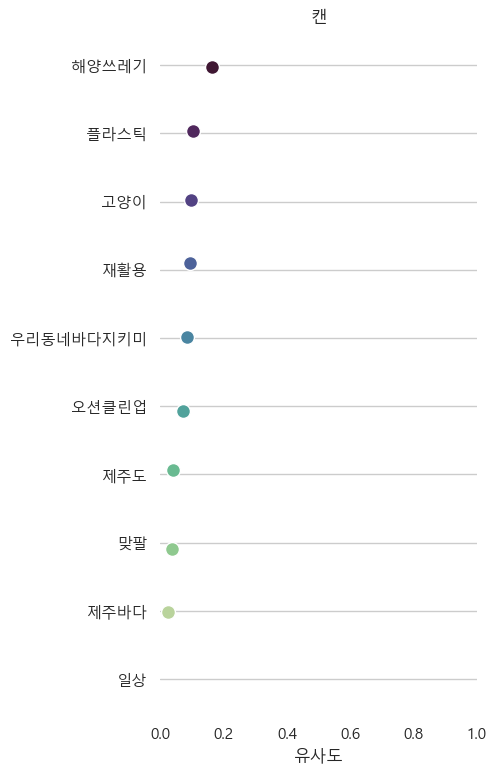 캔
해양쓰레기
플라스틱
고양이
재활용
우리동네바다지키미
오션클린업
제주도
맞팔
제주바다
일상
0.0 0.2 0.4 0.6 0.8 1.0
유사도